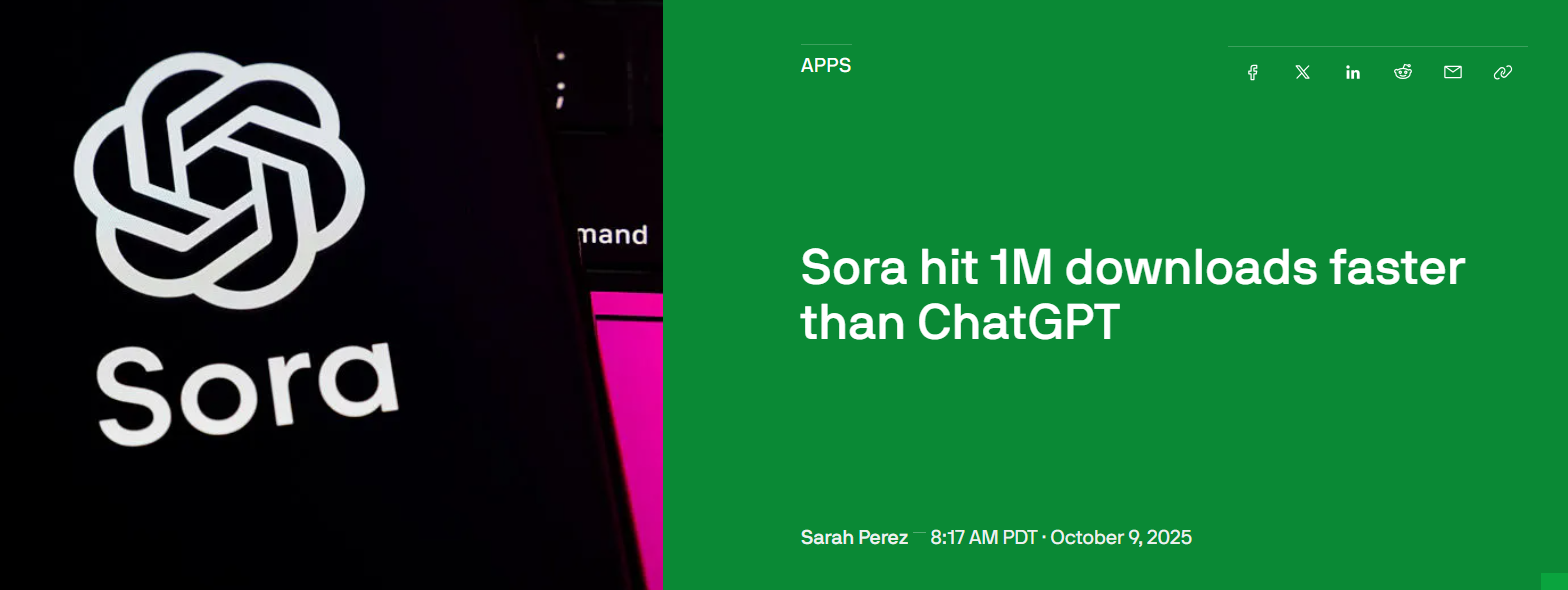 ;
mand
Sora
APPS
Sora hit 1M downloads faster
than ChatGPT
Sarah Perez — 8:17 AM PDT · October 9, 2025